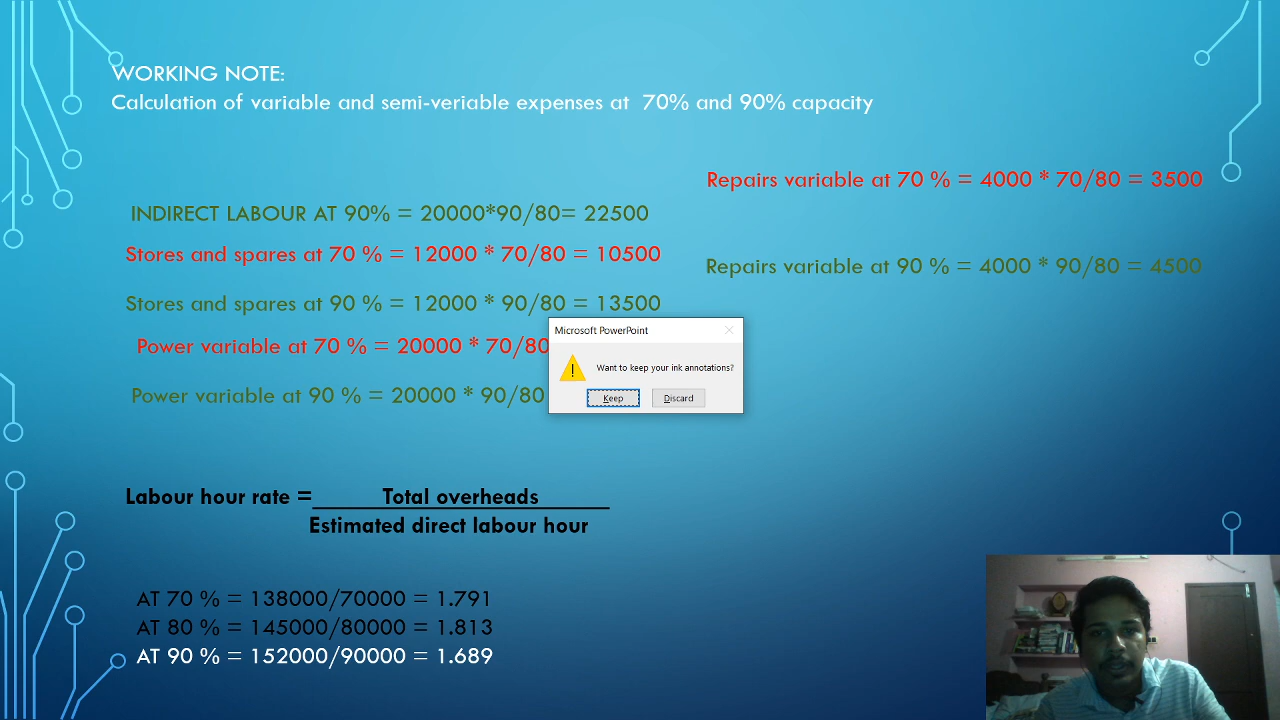 WORKING NOTE:
Calculation of variable and semi-veriable expenses at 70% and 90% capacity
INDIRECT LABOUR AT 90% = 20000*90/80= 22500
Stores and spares at 70 % = 12000 * 70/80 = 10500
Stores and spares at 90 % = 12000 * 90/80 = 13500
Power variable at 70 % = 20000 * 70/80
Power variable at 90 % = 20000 * 90/80
Repairs variable at 70 % = 4000 * 70/80 = 3500
Repairs variable at 90 % = 4000 * 90/80 = 4500
Microsoft PowerPoint
Want to keep your ink annotations?
Keep
Discard
Labour hour rate = Total overheads
Estimated direct labour hour
AT 70 % = 138000/70000 = 1.791
AT 80 % = 145000/80000 = 1.813
AT 90 % = 152000/90000 = 1.689